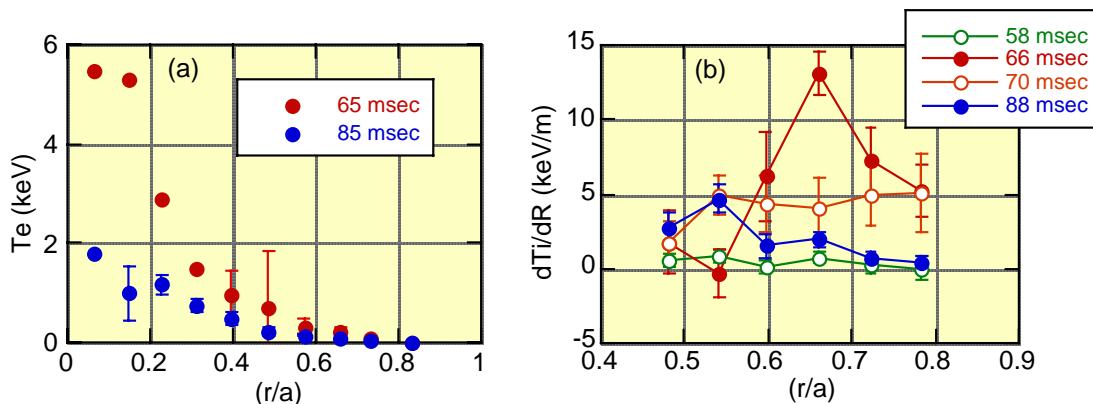 (a)
65 msec
85 msec
Te (keV)
6
4
2
0
0
0.2
0.4
0.6
0.8
1
(r/a)
(b)
58 msec
66 msec
70 msec
88 msec
dTi/dR (keV/m)
15
10
5
0
-5
0.4
0.5
0.6
0.7
0.8
0.9
(r/a)